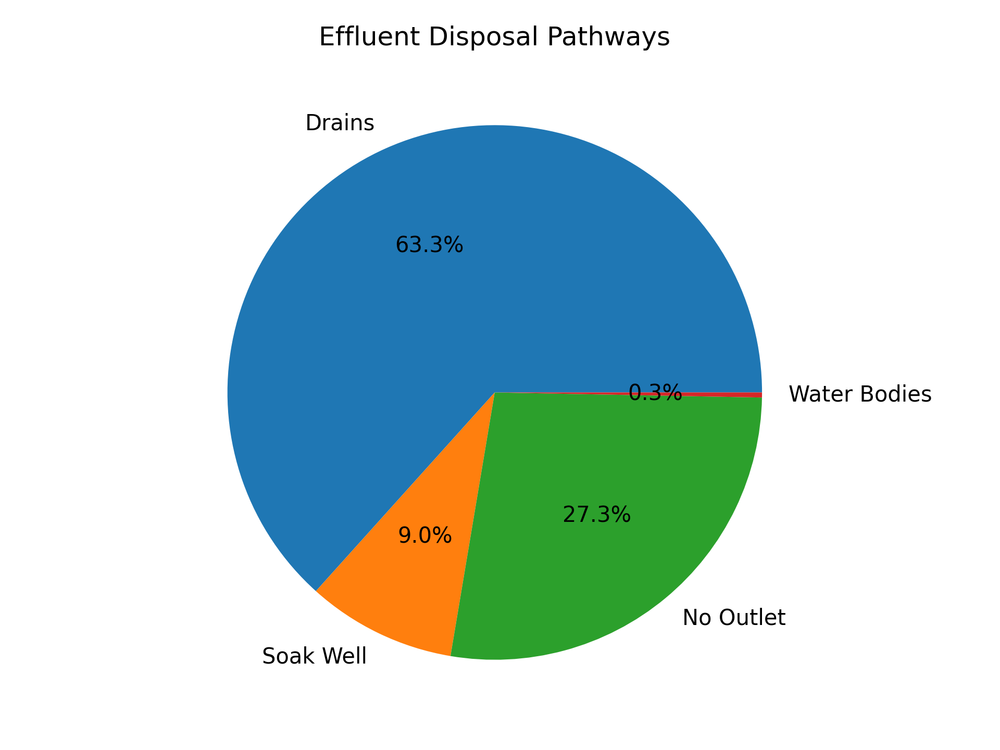 Effluent Disposal Pathways
Drains
63.3%
0.3%
Water Bodies
27.3%
9.0%
No Outlet
Soak Well